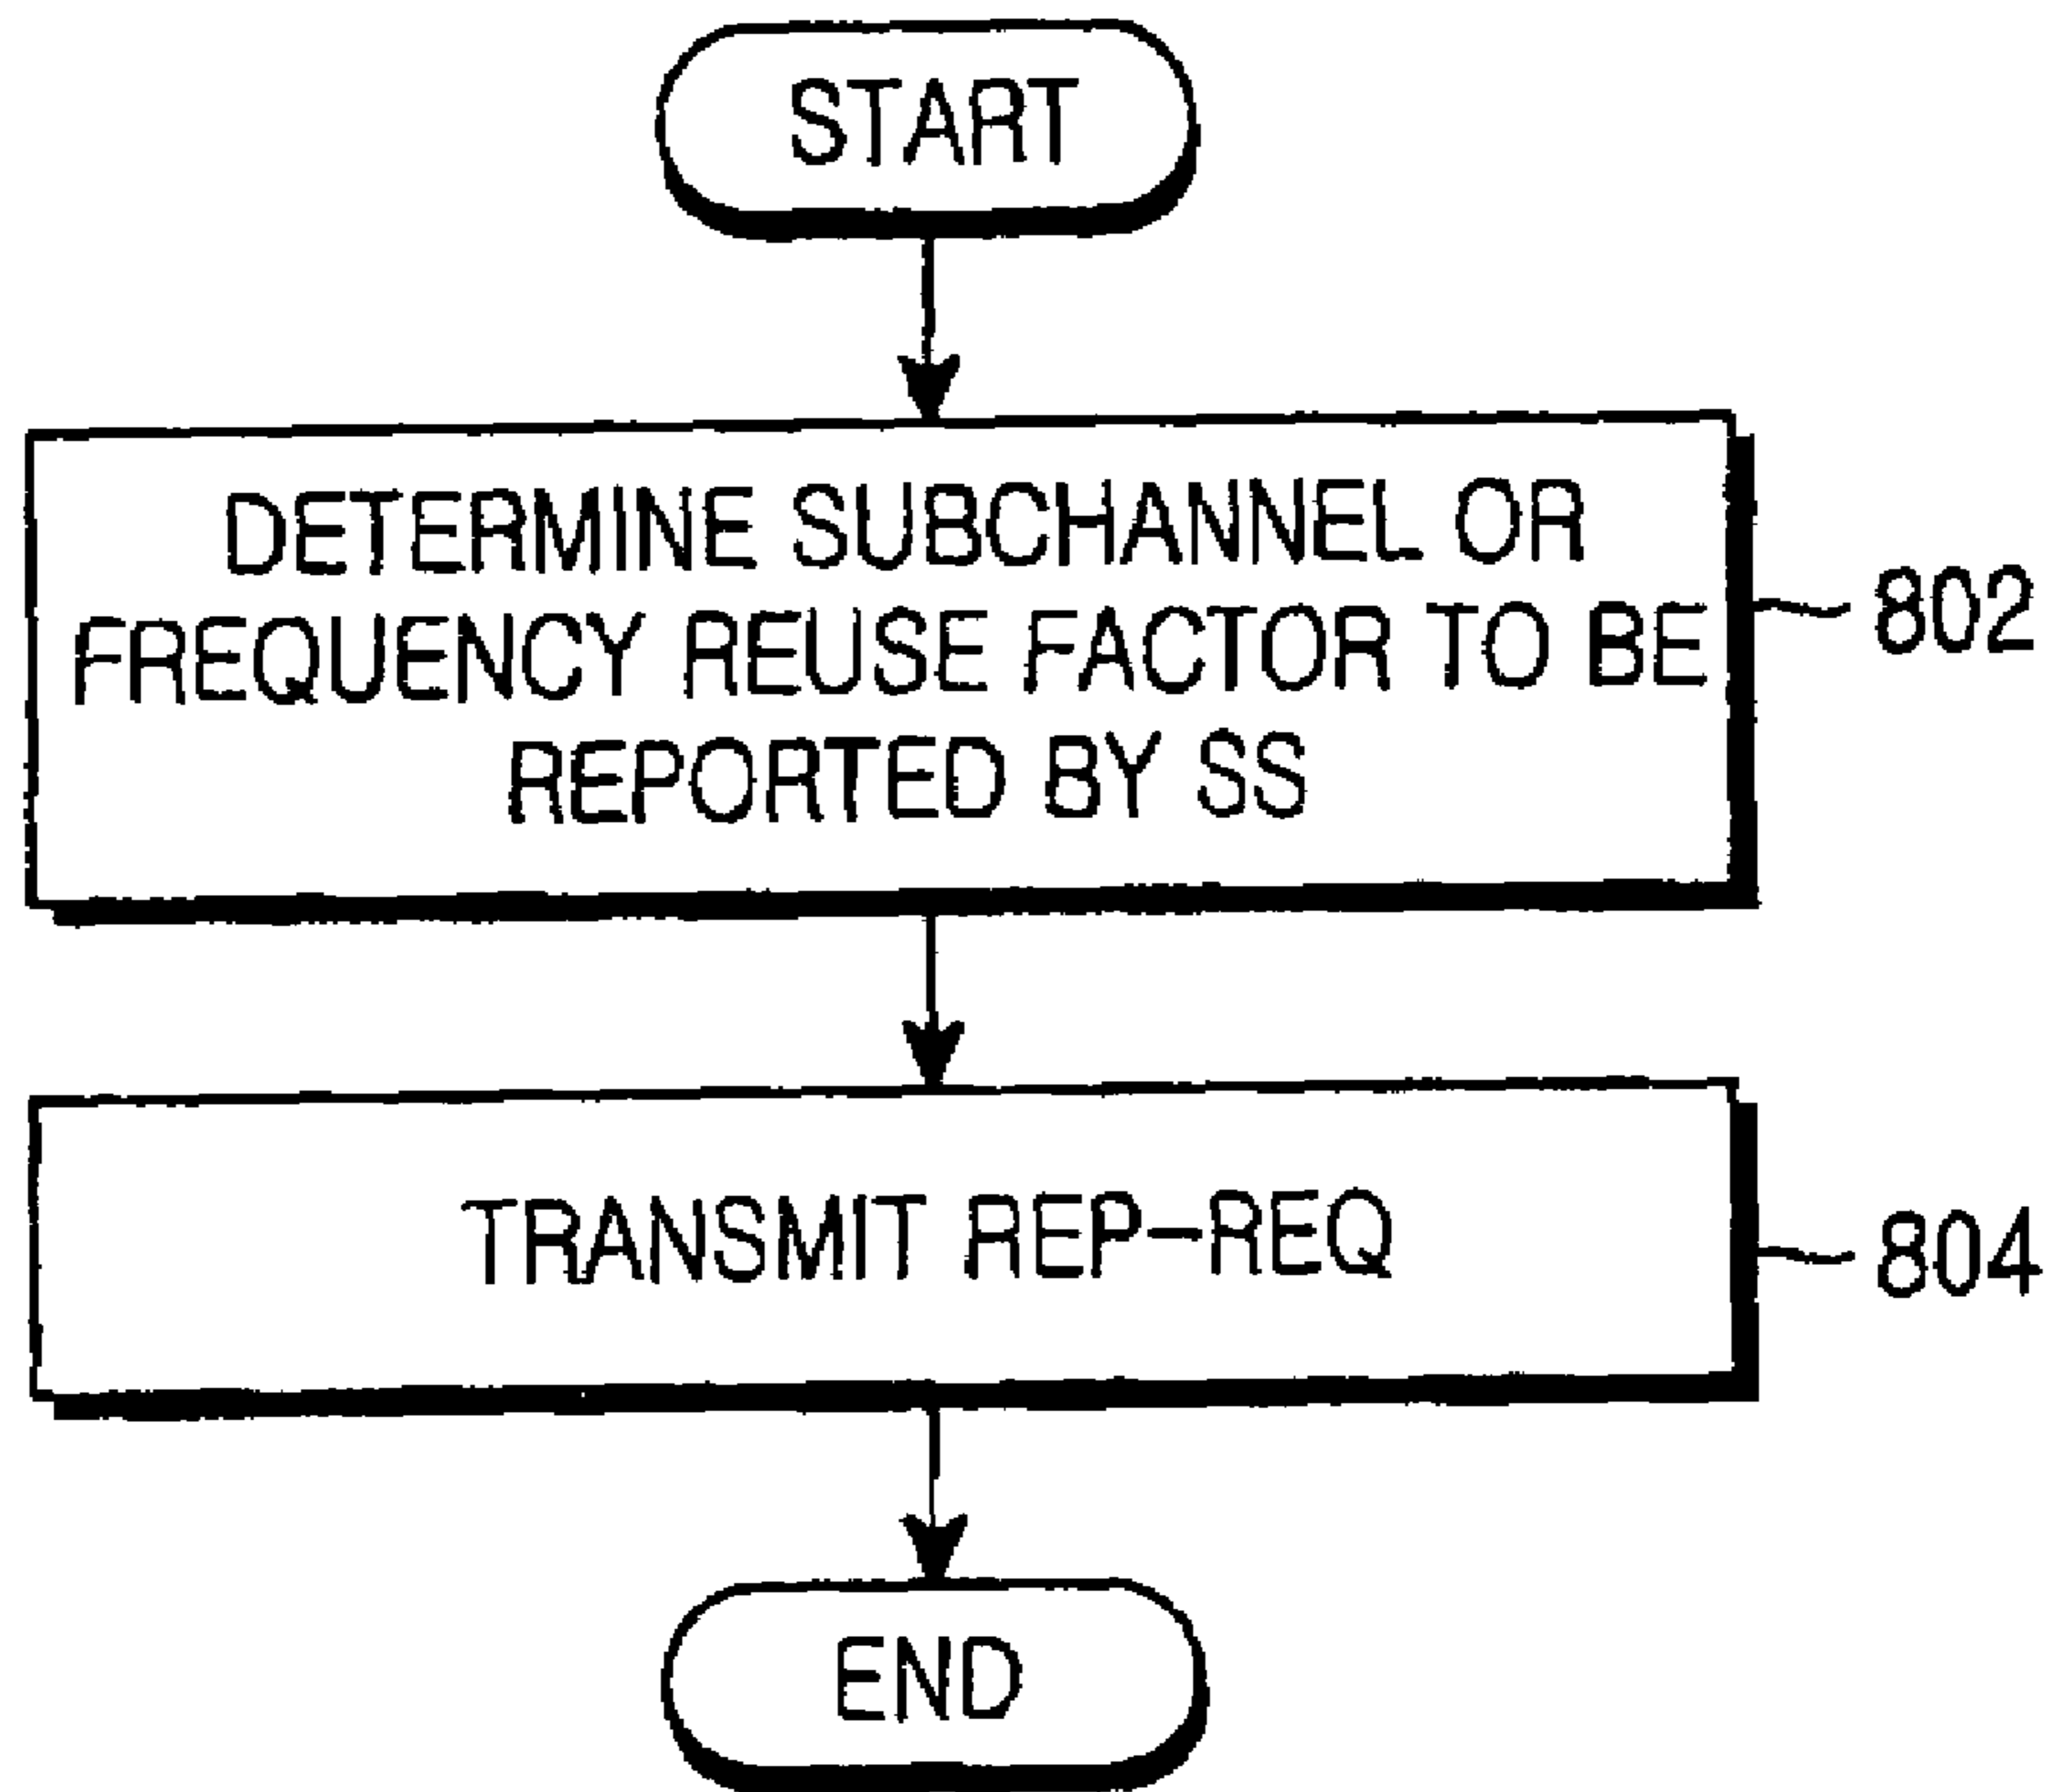 START
DETERMINE SUBCHANNEL OR
FREQUENCY REUSE FACTOR TO BE
REPORTED BY SS
802
TRANSMIT REP-REQ
804
END